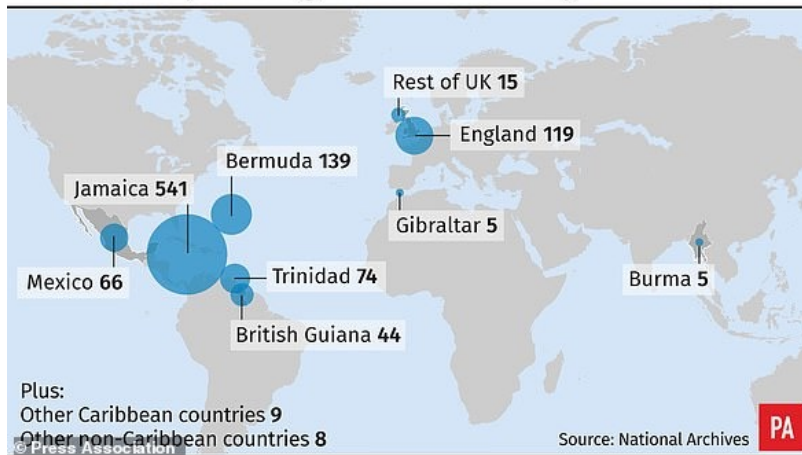 Rest of UK 15
England 119
Bermuda 139
Jamaica 541
Gibraltar 5
Mexico 66
Trinidad 74
Burma 5
British Guiana 44
Plus:
Other Caribbean countries 9
Other non-Caribbean countries 8
© Press Association
Source: National Archives
PA